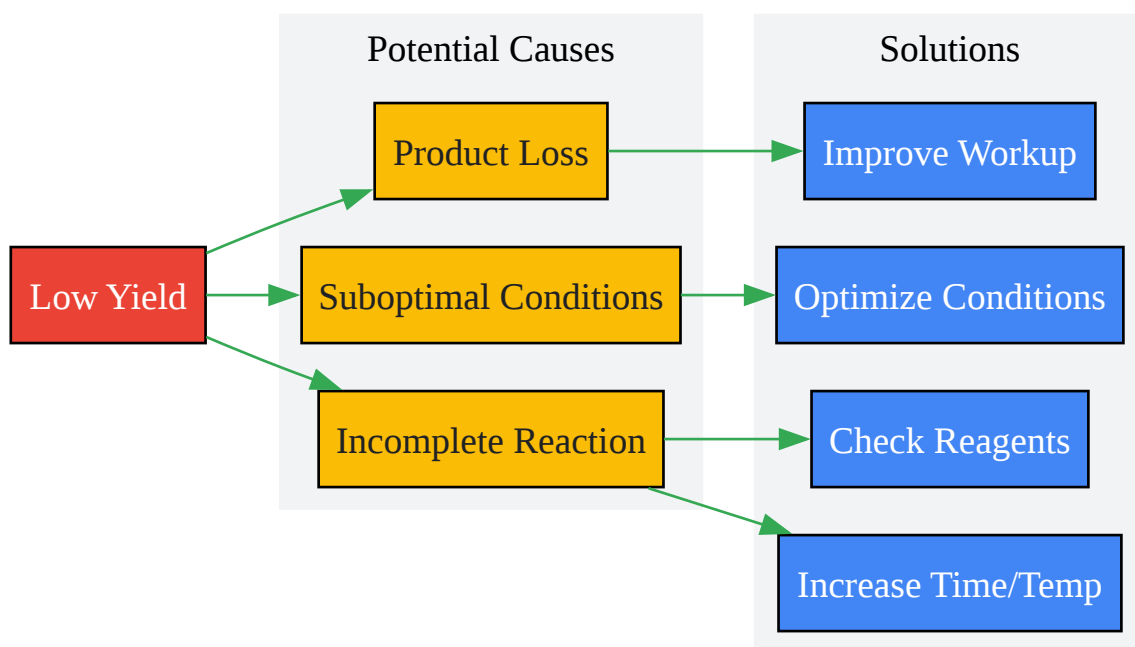 Potential Causes
Solutions
Product Loss
Improve Workup
Low Yield
Suboptimal Conditions
Optimize Conditions
Incomplete Reaction
Check Reagents
Increase Time/Temp